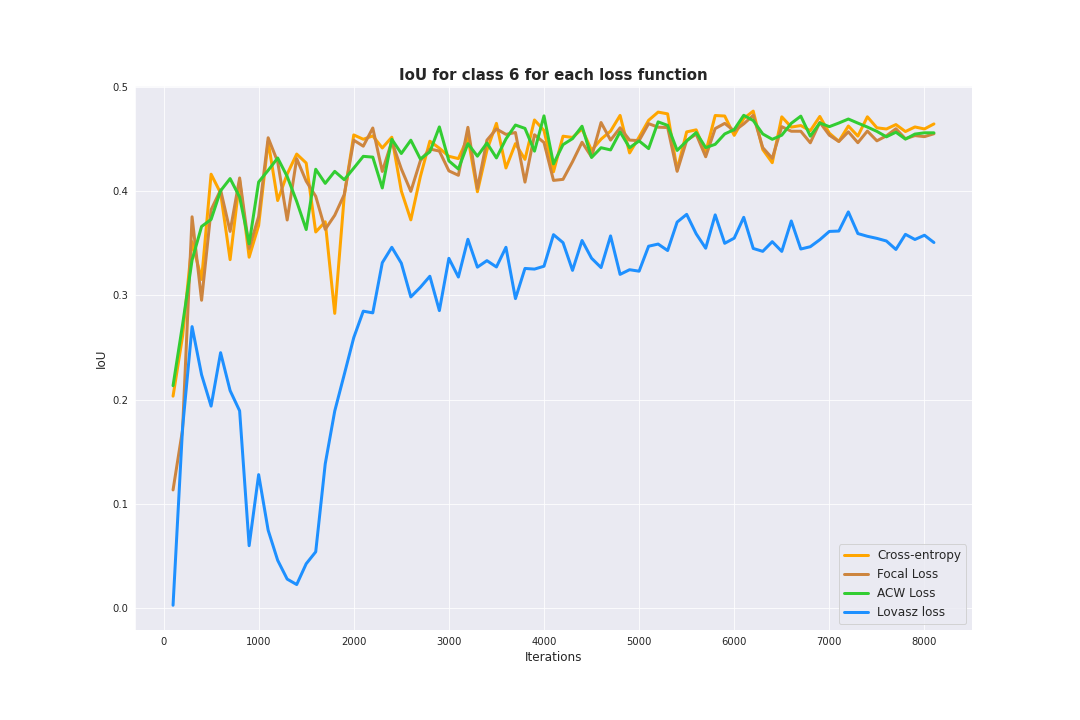 IoU for class 6 for each loss function
0.5
0.4
0.3
0.2
0.1
0.0
IoU
0 1000 2000 3000 4000 5000 6000 7000 8000
Iterations
Cross-entropy
Focal Loss
ACW Loss
Lovasz loss